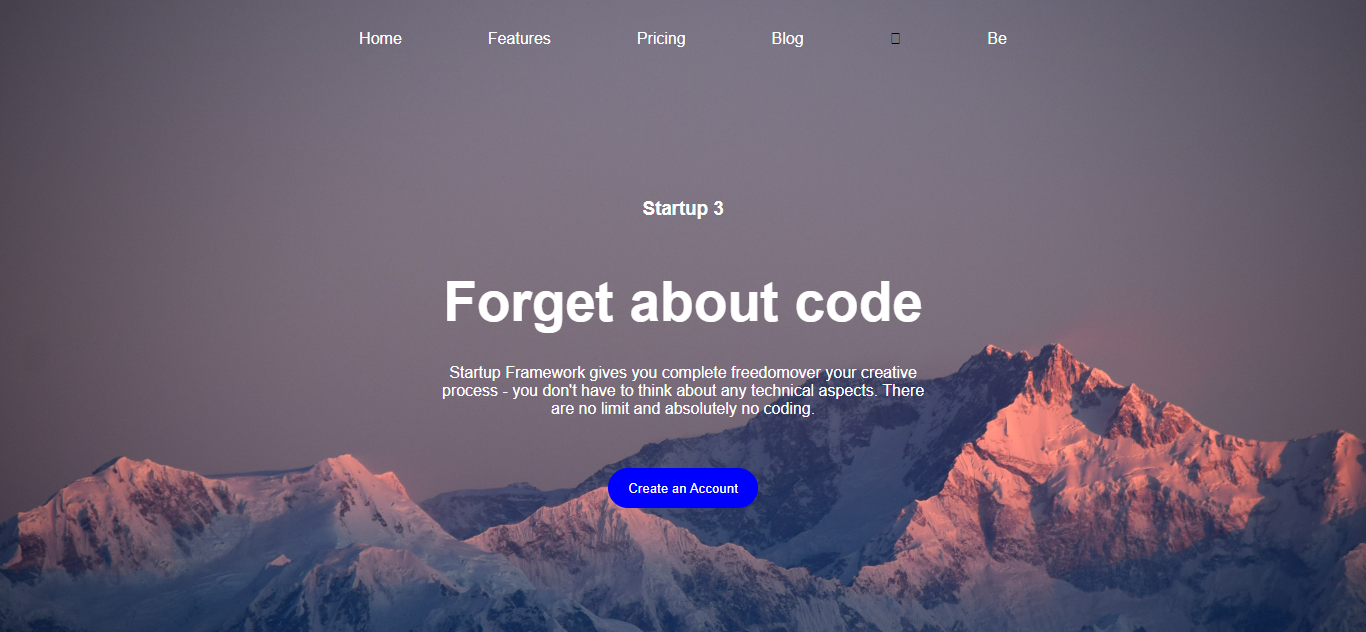 Home Features Pricing Blog Be
Startup 3
Forget about code
Startup Framework gives you complete freedomover your creative
process - you don't have to think about any technical aspects. There
are no limit and absolutely no coding.
Create an Account